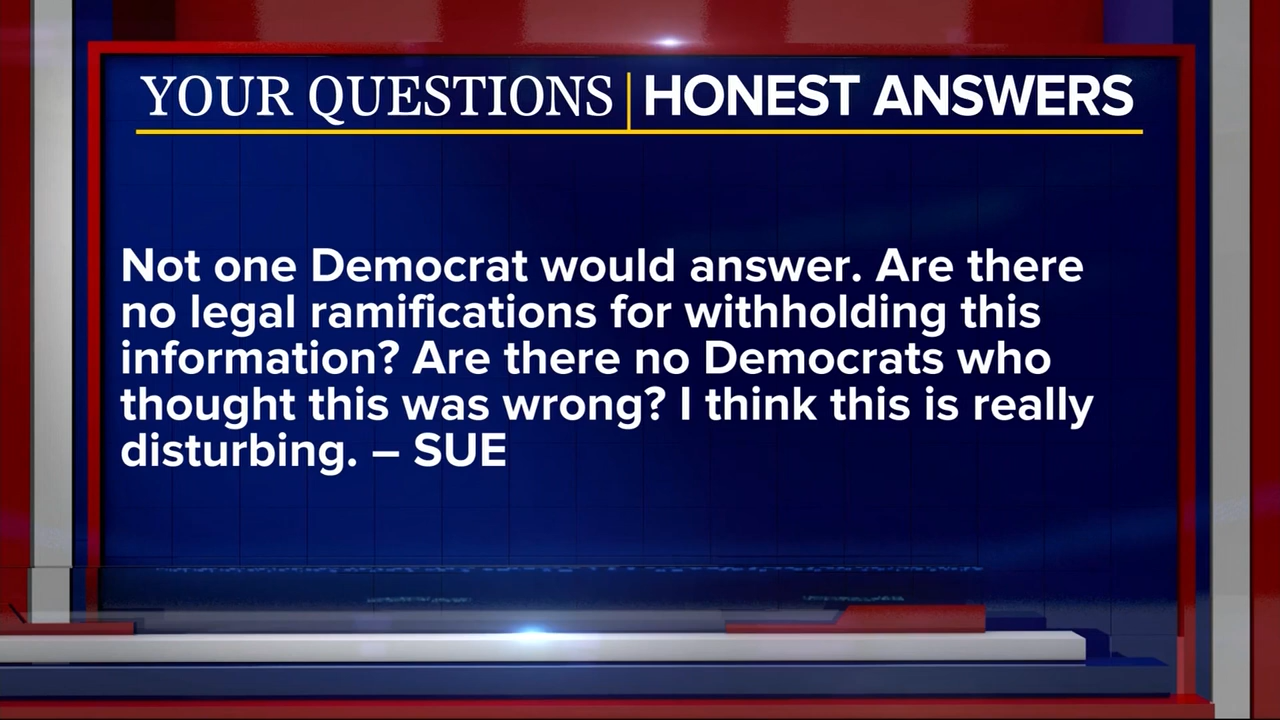 YOUR QUESTIONS | HONEST ANSWERS
Not one Democrat would answer. Are there
no legal ramifications for withholding this
information? Are there no Democrats who
thought this was wrong? I think this is really
disturbing. – SUE